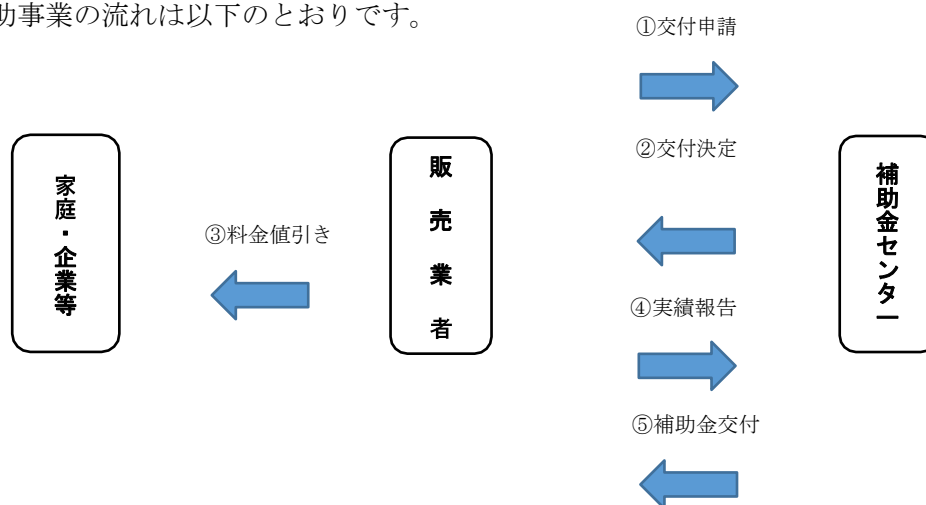 助事業の流れは以下のとおりです。
①交付申請
②交付決定
家庭・企業等
③料金値引き
販売業者
補助金センター
④実績報告
⑤補助金交付